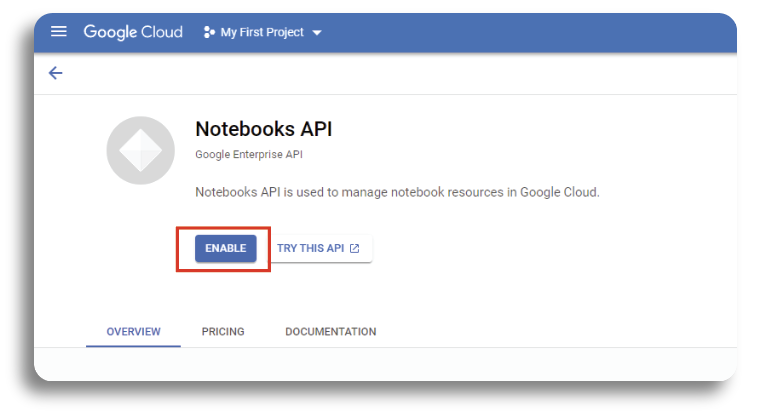 Google Cloud My First Project
Notebooks API
Google Enterprise API
Notebooks API is used to manage notebook resources in Google Cloud.
ENABLE TRY THIS API
OVERVIEW PRICING DOCUMENTATION